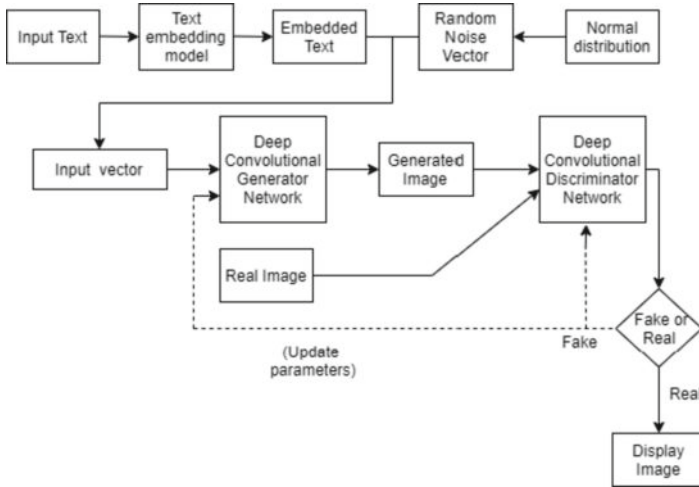 Input Text
Text
embedding
model
Embedded
Text
Random
Noise
Vector
Normal
distribution
Input vector
Deep
Convolutional
Generator
Network
Generated
Image
Deep
Convolutional
Discriminator
Network
Real Image
Fake or
Real
Fake
(Update
parameters)
Real
Display
Image